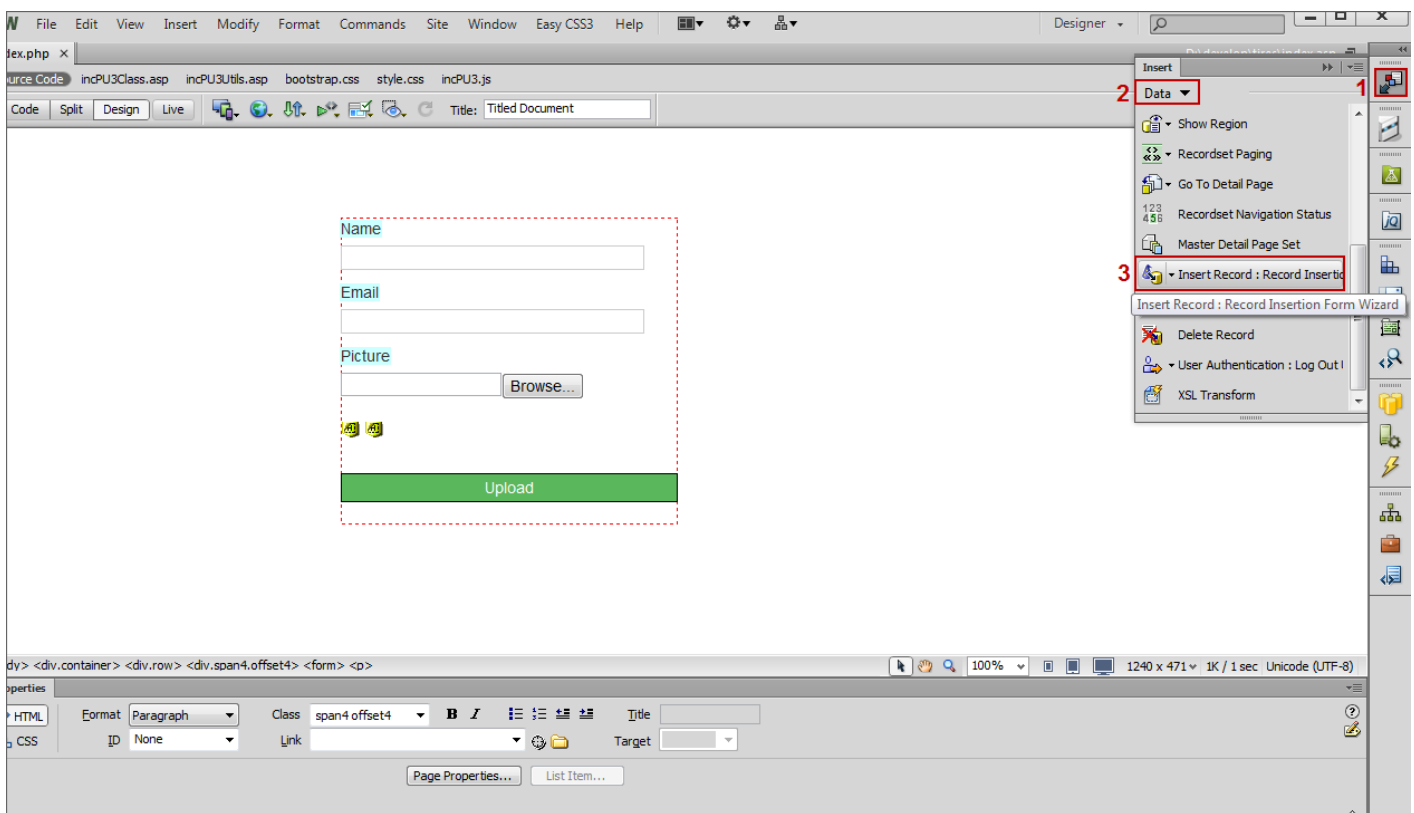 W File Edit View Insert Modify Format Commands Site Window Easy CSS3 Help Designer
dex.php ×
ource Code incPU3Class.asp incPU3Utils.asp bootstrap.css style.css incPU3.js
Code Split Design Live Title: Titled Document
Insert
1
2 Data
Show Region
Recordset Paging
Go To Detail Page
123
456 Recordset Navigation Status
Master Detail Page Set
3 Insert Record : Record Insertio
Insert Record : Record Insertion Form Wizard
Delete Record
User Authentication : Log Out
XSL Transform
jQ
Name
Email
Picture
Browse...
Upload
dy> <div.container> <div.row> <div.span4.offset4> <form> <p>
100% 1240 x 471 1K / 1 sec Unicode (UTF-8)
operties
HTML Format Paragraph Class span4 offset4 B I Title
CSS ID None Link Target
Page Properties... List Item...